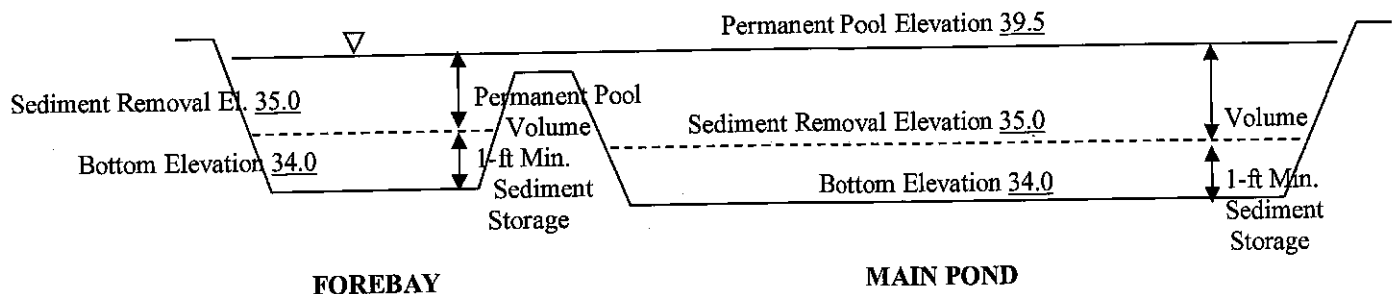 Permanent Pool Elevation 39.5
Sediment Removal El. 35.0
Permanent Pool
Volume
Bottom Elevation 34.0
1-ft Min.
Sediment
Storage
FOREBAY
Sediment Removal Elevation 35.0
Volume
Bottom Elevation 34.0
1-ft Min.
Sediment
Storage
MAIN POND